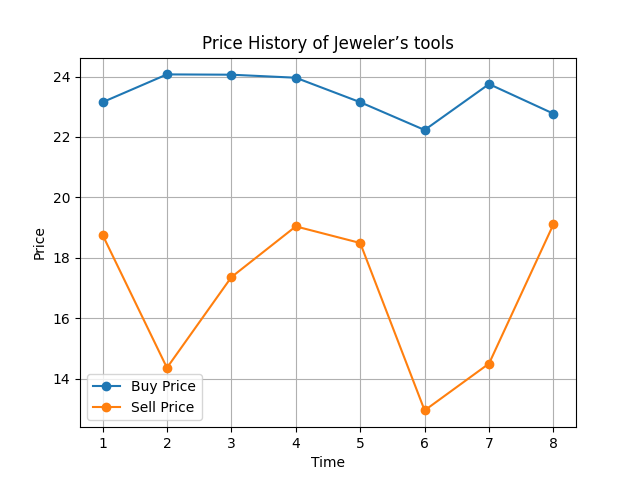 Price History of Jeweler’s tools
Price
24
22
20
18
16
14
Buy Price
Sell Price
1 2 3 4 5 6 7 8
Time